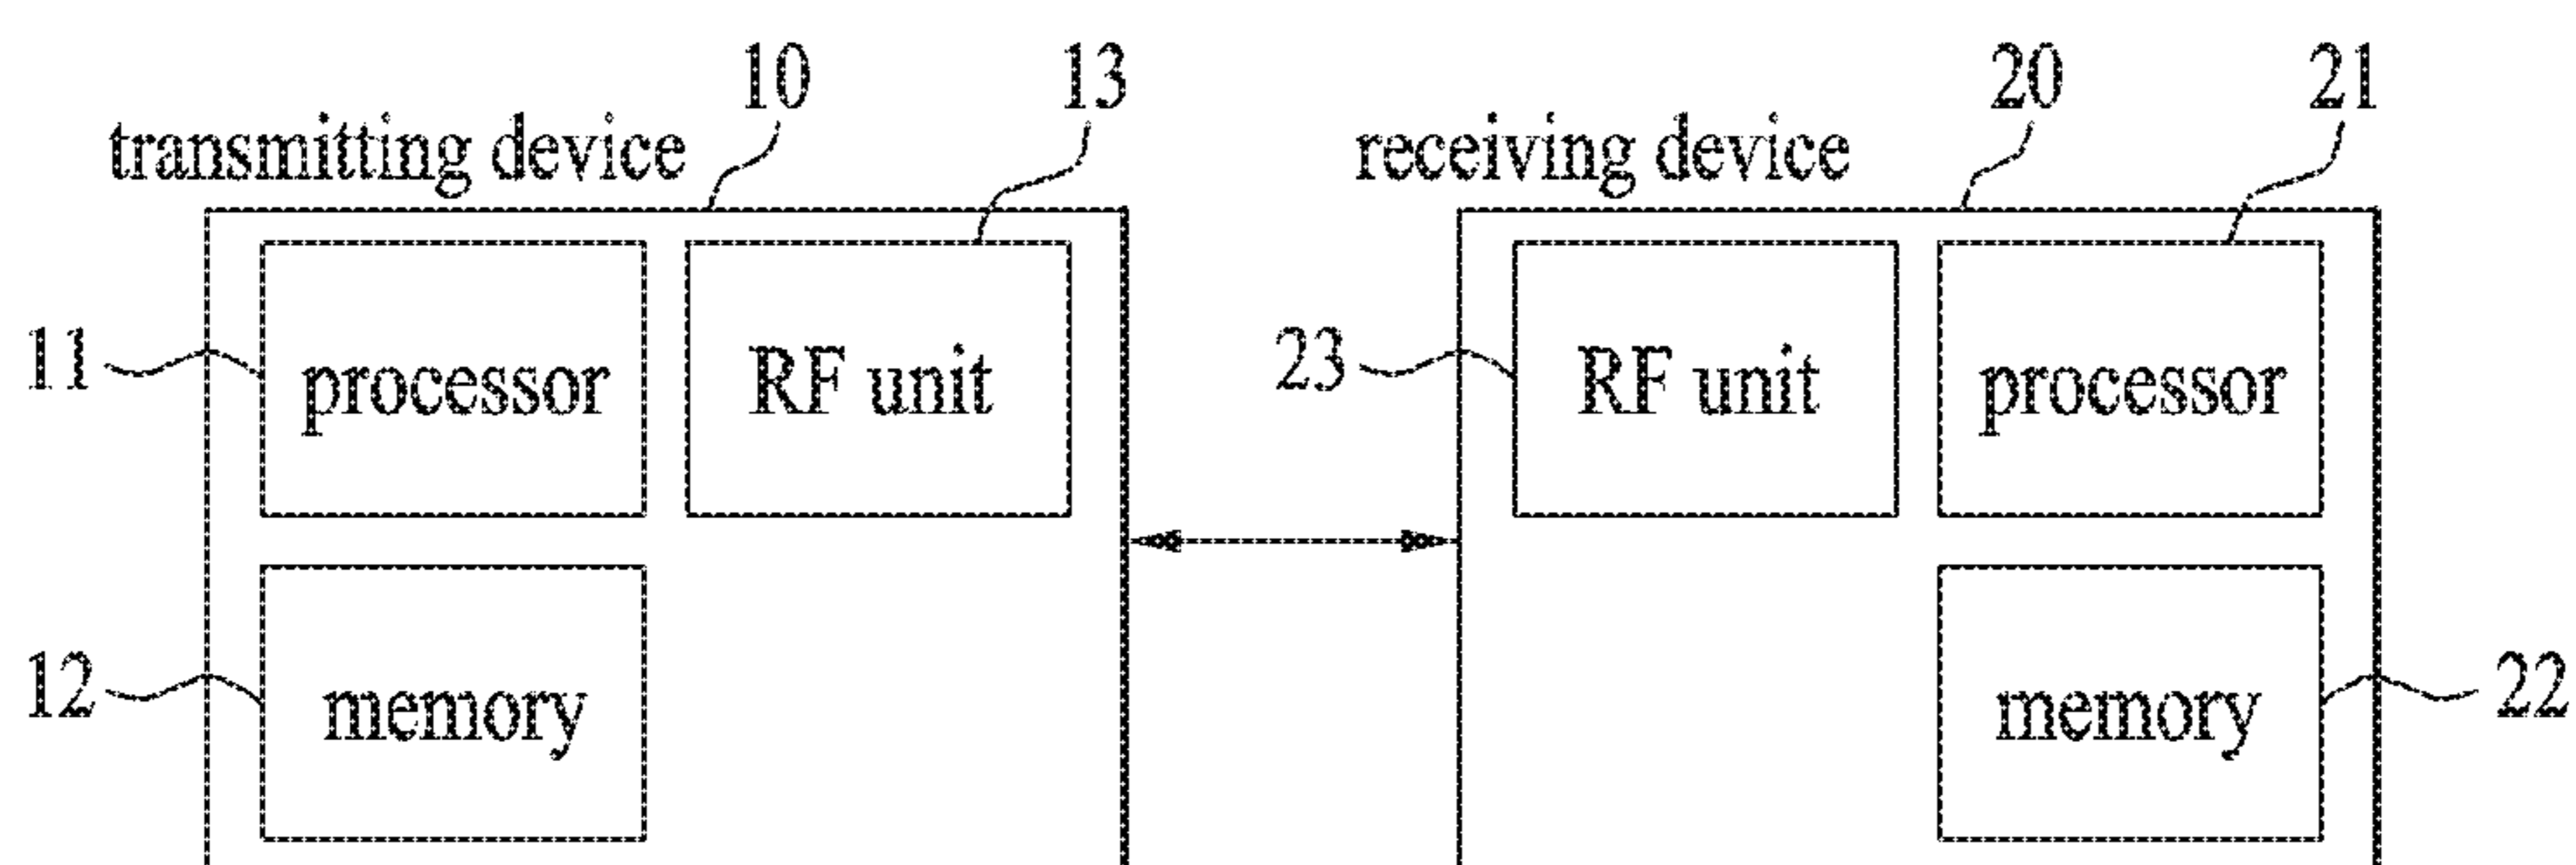 10 13 20 21
transmitting device receiving device
11 processor RF unit 23 RF unit processor
12 memory memory 22